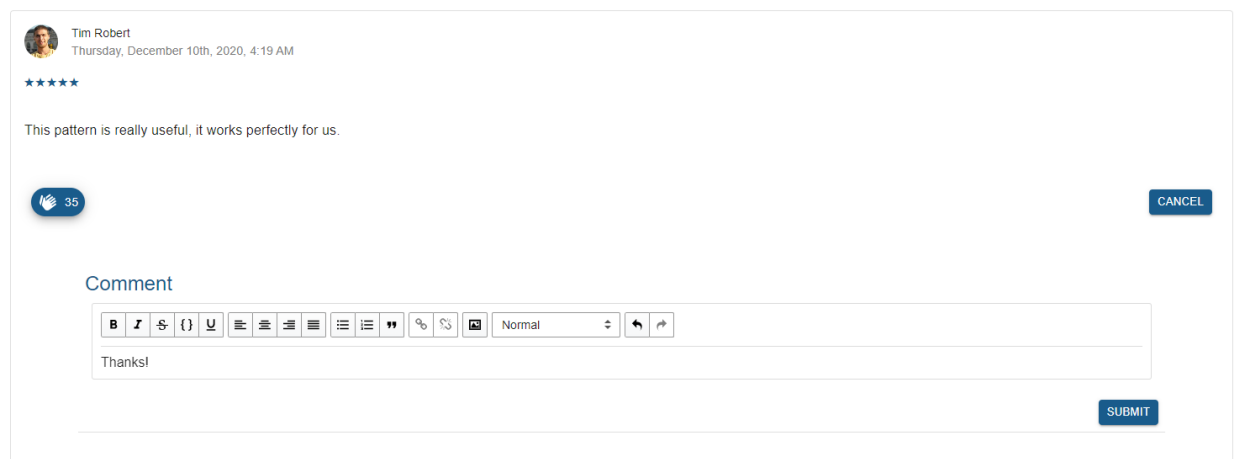 Tim Robert
Thursday, December 10th, 2020, 4:19 AM
★★★★★
This pattern is really useful, it works perfectly for us.
35
CANCEL
Comment
B I S {} U Normal
Thanks!
SUBMIT